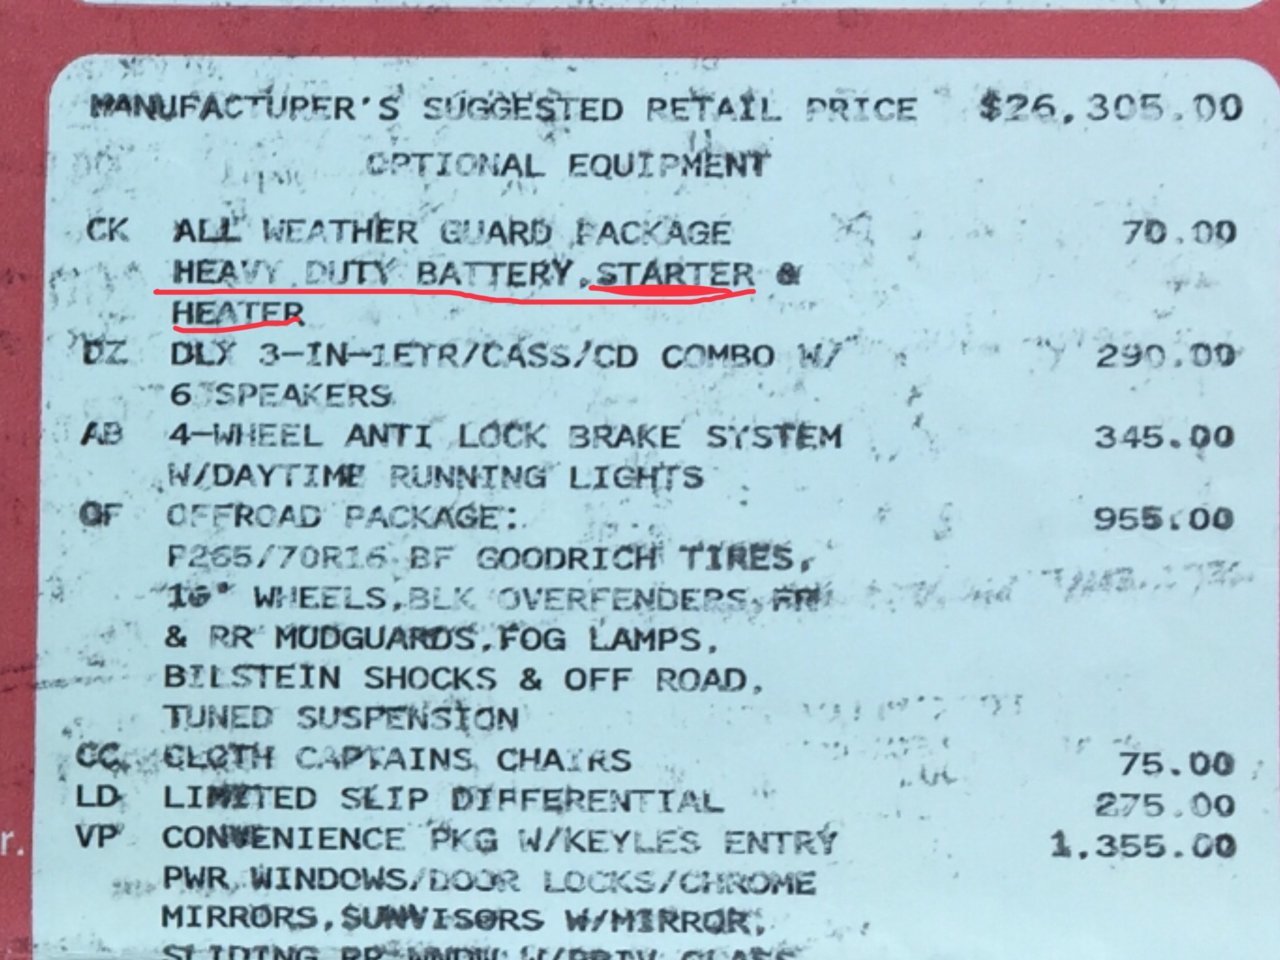 MANUFACTURER'S SUGGESTED RETAIL PRICE $26,305.00
OPTIONAL EQUIPMENT
CK ALL WEATHER GUARD PACKAGE 70.00
HEAVY DUTY BATTERY,STARTER &
HEATER
DZ DLX 3-IN-1ETR/CASS/CD COMBO W/ 290.00
6 SPEAKERS
AB 4-WHEEL ANTI LOCK BRAKE SYSTEM 345.00
W/DAYTIME RUNNING LIGHTS
OF OFFROAD PACKAGE: 955.00
P265/70R16 BF GOODRICH TIRES,
16" WHEELS,BLK OVERFENDERS,FR
& RR MUDGUARDS,FOG LAMPS,
BILSTEIN SHOCKS & OFF ROAD,
TUNED SUSPENSION
CC CLOTH CAPTAINS CHAIRS 75.00
LD LIMITED SLIP DIFFERENTIAL 275.00
r. VP CONVENIENCE PKG W/KEYLES ENTRY 1,355.00
PWR WINDOWS/DOOR LOCKS/CHROME
MIRRORS,SUNVISORS W/MIRROR,
SLIDING RR WNDW W/PRIV GLASS